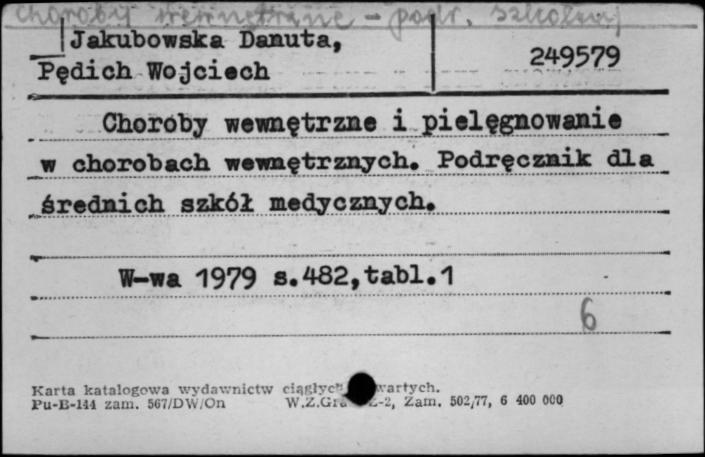 choroby wewnętrzne - podr. szkolny
Jakubowska Danuta,
Pędich Wojciech
249579
Choroby wewnętrzne i pielęgnowanie
w chorobach wewnętrznych. Podręcznik dla
średnich szkół medycznych.
W-wa 1979 s.482,tabl.1
6
Karta katalogowa wydawnictw
Pu-B-144 zam. 567/DW/On W.Z.Gra Z-2, Zam. 502/77, 6 400 000